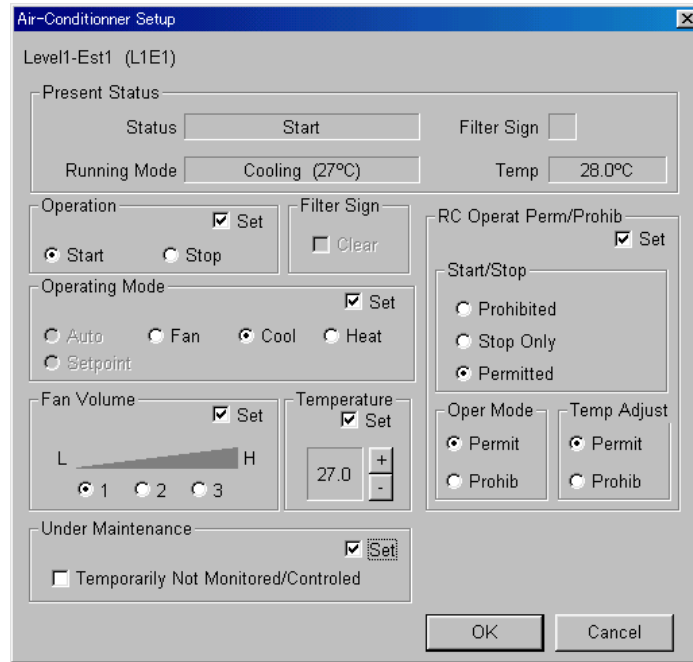 Air-Conditionner Setup
Level1-Est1 (L1E1)
Present Status
Status Start Filter Sign
Running Mode Cooling (27°C) Temp 28.0°C
Operation
Set
Start Stop
Filter Sign
Clear
Operating Mode
Set
Auto Fan Cool Heat
Setpoint
Fan Volume
Set
L H
1 2 3
Temperature
Set
27.0 + -
Under Maintenance
Set
Temporarily Not Monitored/Controled
RC Operat Perm/Prohib
Set
Start/Stop
Prohibited
Stop Only
Permitted
Oper Mode
Permit
Prohib
Temp Adjust
Permit
Prohib
OK Cancel